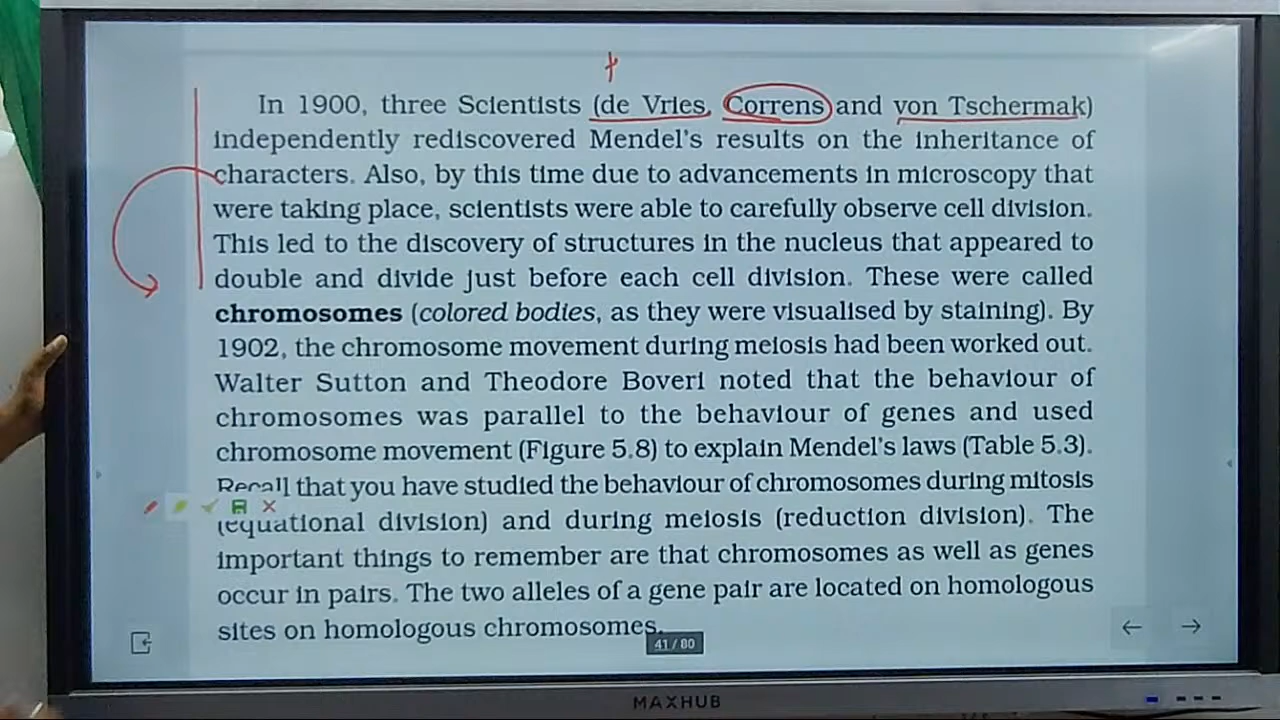 In 1900, three Scientists (de Vries, Correns and von Tschermak)
independently rediscovered Mendel's results on the inheritance of
characters. Also, by this time due to advancements in microscopy that
were taking place, scientists were able to carefully observe cell division.
This led to the discovery of structures in the nucleus that appeared to
double and divide just before each cell division. These were called
chromosomes (colored bodies, as they were visualised by staining). By
1902, the chromosome movement during meiosis had been worked out.
Walter Sutton and Theodore Boveri noted that the behaviour of
chromosomes was parallel to the behaviour of genes and used
chromosome movement (Figure 5.8) to explain Mendel's laws (Table 5.3).
Recall that you have studied the behaviour of chromosomes during mitosis
(equational division) and during meiosis (reduction division). The
important things to remember are that chromosomes as well as genes
occur in pairs. The two alleles of a gene pair are located on homologous
sites on homologous chromosomes.
41 / 80
MAXHUB